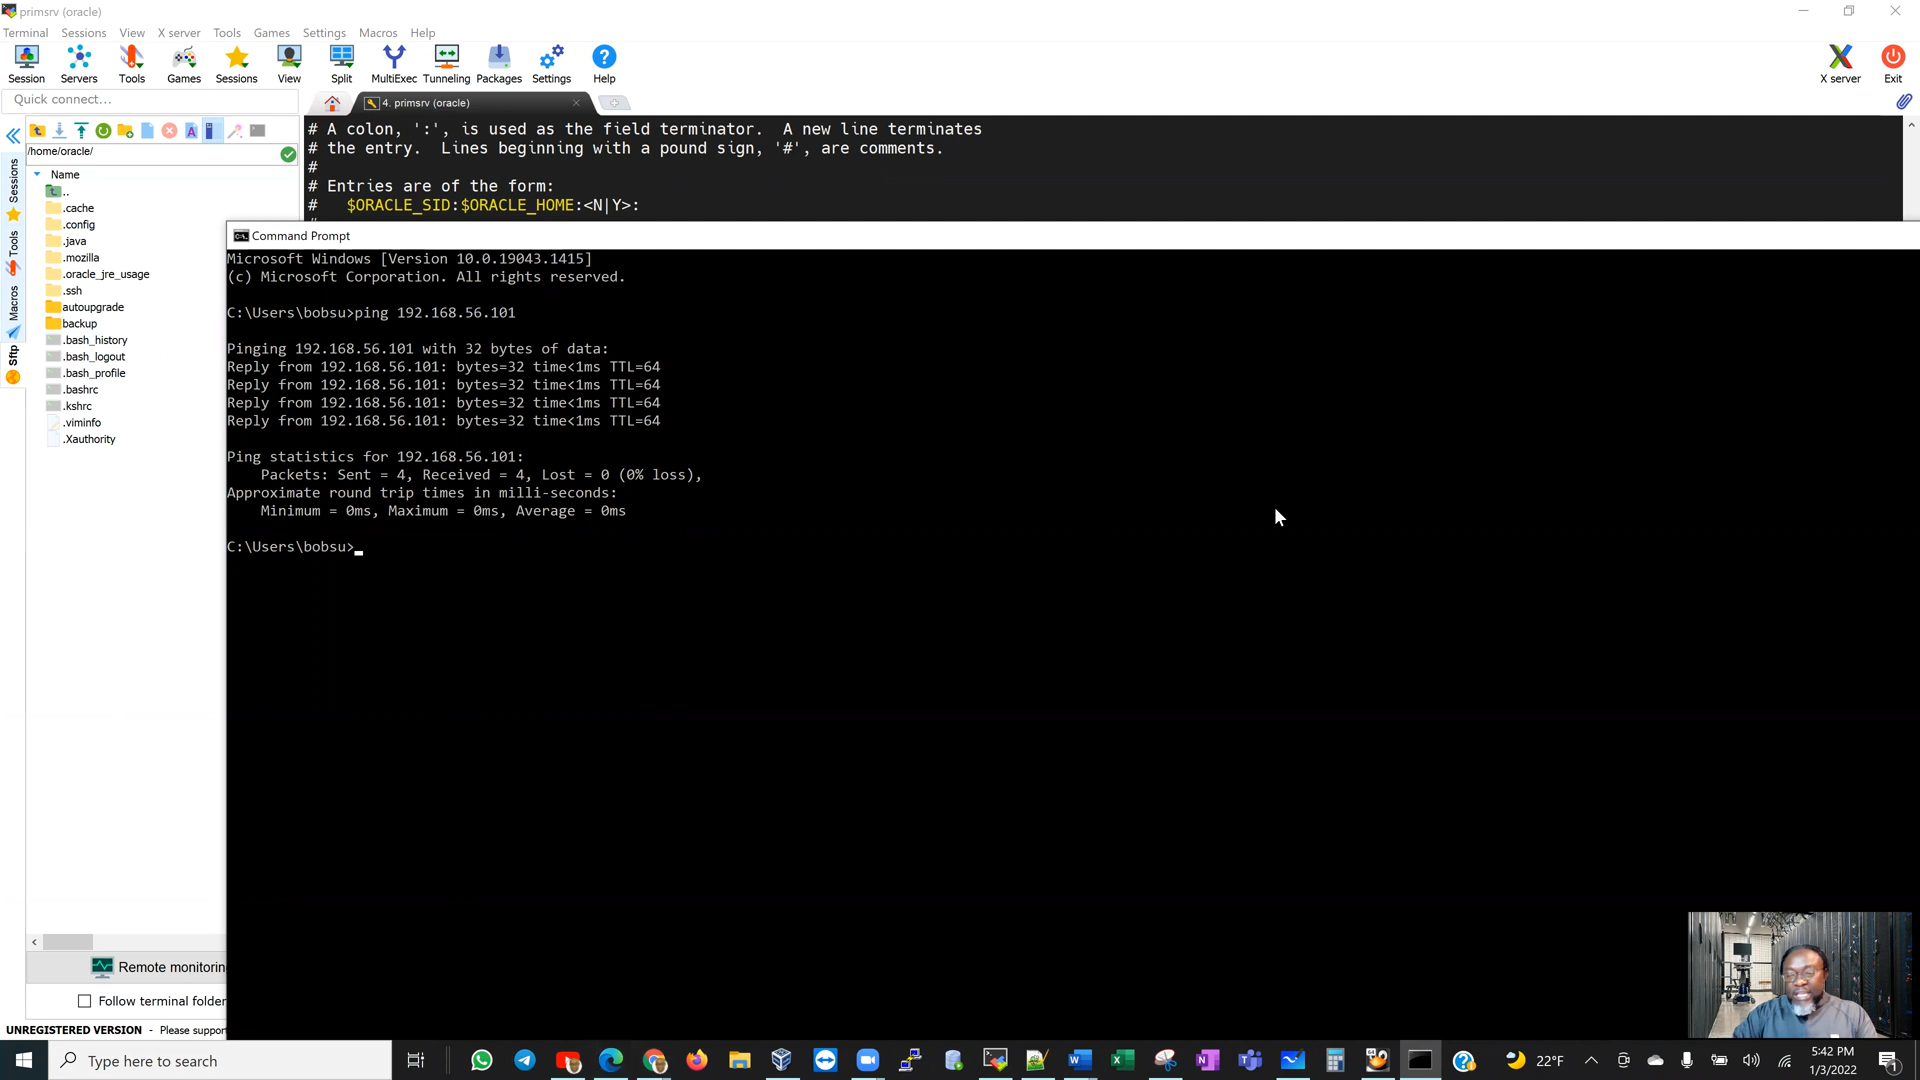 primsrv (oracle)
Terminal Sessions View X server Tools Games Settings Macros Help
Session Servers Tools Games Sessions View Split MultiExec Tunneling Packages Settings Help X server Exit
Quick connect...
4. primsrv (oracle)
/home/oracle/
Name
..
.cache
.config
.java
.mozilla
.oracle_jre_usage
.ssh
autoupgrade
backup
.bash_history
.bash_logout
.bash_profile
.bashrc
.kshrc
.viminfo
.Xauthority
Sessions
Tools
Macros
Sftp
# A colon, ':', is used as the field terminator.  A new line terminates
# the entry.  Lines beginning with a pound sign, '#', are comments.
#
# Entries are of the form:
#   $ORACLE_SID:$ORACLE_HOME:<N|Y>:
Command Prompt
Microsoft Windows [Version 10.0.19043.1415]
(c) Microsoft Corporation. All rights reserved.
C:\Users\bobsu>ping 192.168.56.101
Pinging 192.168.56.101 with 32 bytes of data:
Reply from 192.168.56.101: bytes=32 time<1ms TTL=64
Reply from 192.168.56.101: bytes=32 time<1ms TTL=64
Reply from 192.168.56.101: bytes=32 time<1ms TTL=64
Reply from 192.168.56.101: bytes=32 time<1ms TTL=64
Ping statistics for 192.168.56.101:
    Packets: Sent = 4, Received = 4, Lost = 0 (0% loss),
Approximate round trip times in milli-seconds:
    Minimum = 0ms, Maximum = 0ms, Average = 0ms
C:\Users\bobsu>
Remote monitorin
Follow terminal folder
UNREGISTERED VERSION - Please suppor
Type here to search
22°F
5:42 PM
1/3/2022
1